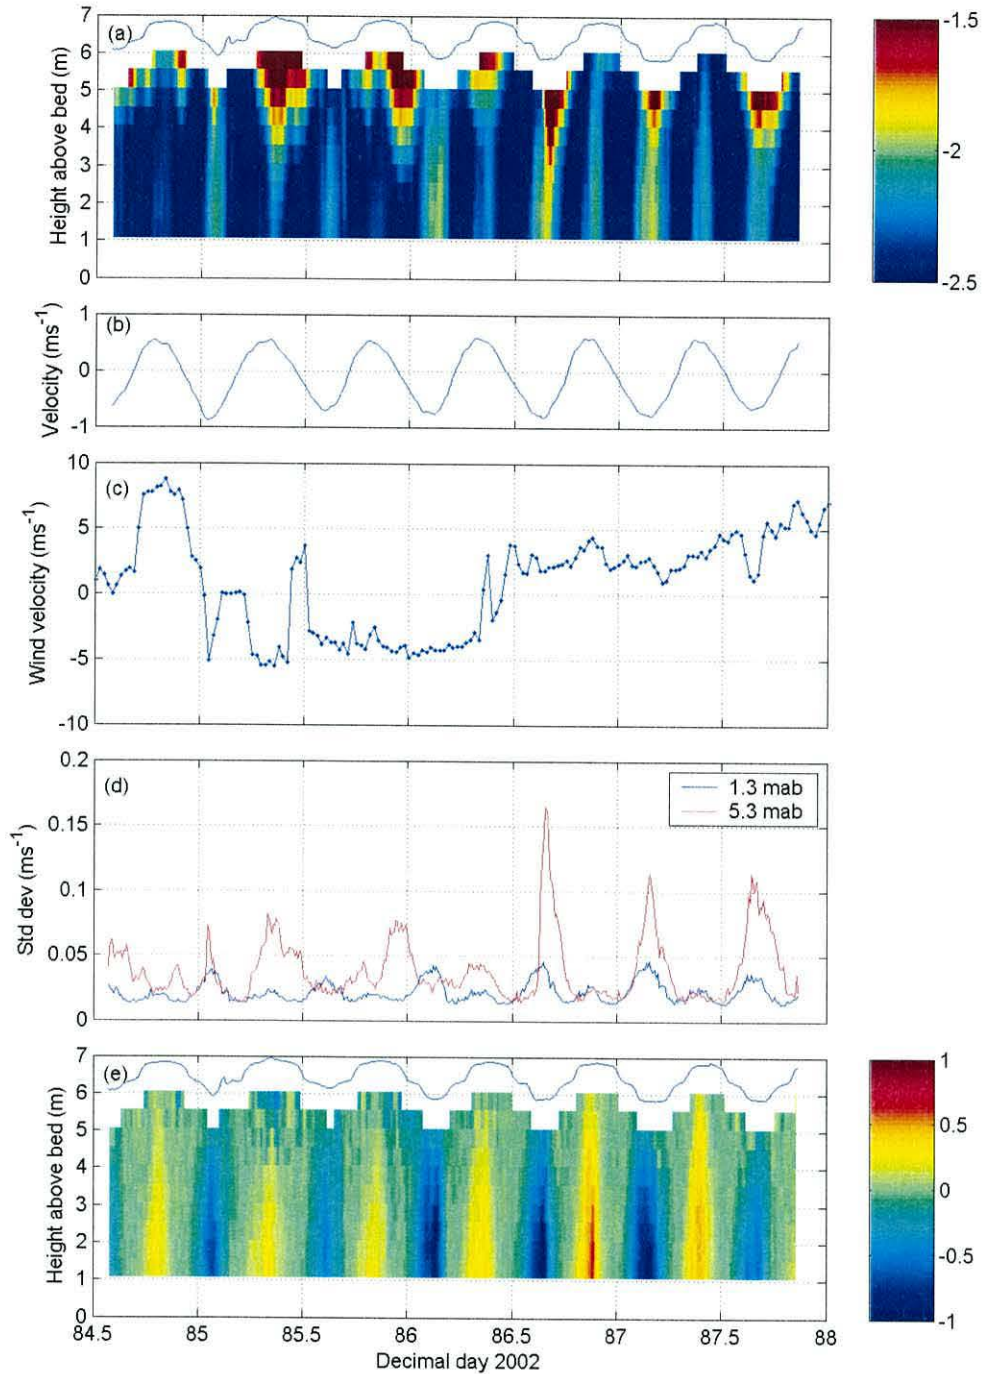 (a)
Height above bed (m)
7
6
5
4
3
2
1
0
-1.5
-2
-2.5
(b)
Velocity (ms⁻¹)
1
0
-1
(c)
Wind velocity (ms⁻¹)
10
5
0
-5
-10
(d)
Std dev (ms⁻¹)
0.2
0.15
0.1
0.05
0
1.3 mab
5.3 mab
(e)
Height above bed (m)
7
6
5
4
3
2
1
0
1
0.5
0
-0.5
-1
84.5 85 85.5 86 86.5 87 87.5 88
Decimal day 2002